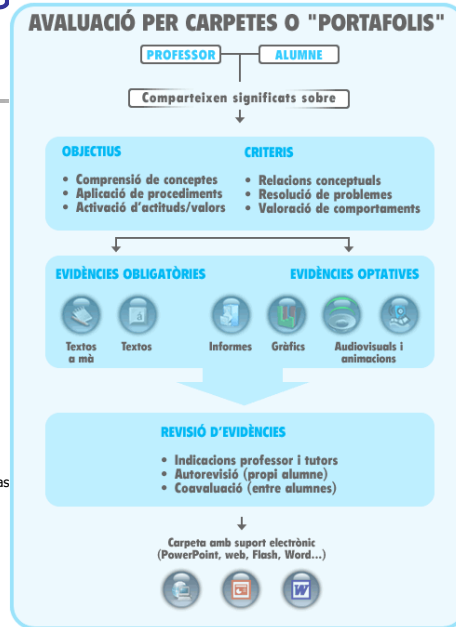 AVALUACIÓ PER CARPETES O "PORTAFOLIS"
PROFESSOR ALUMNE
Comparteixen significats sobre
OBJECTIUS
• Comprensió de conceptes
• Aplicació de procediments
• Activació d'actituds/valors
CRITERIS
• Relacions conceptuals
• Resolució de problemes
• Valoració de comportaments
EVIDÈNCIES OBLIGATÒRIES
EVIDÈNCIES OPTATIVES
Textos
a mà
Textos
Informes
Gràfics
Audiovisuals i
animacions
REVISIÓ D'EVIDÈNCIES
• Indicacions professor i tutors
• Autorevisió (propi alumne)
• Coavaluació (entre alumnes)
Carpeta amb suport electrònic
(PowerPoint, web, Flash, Word...)
W